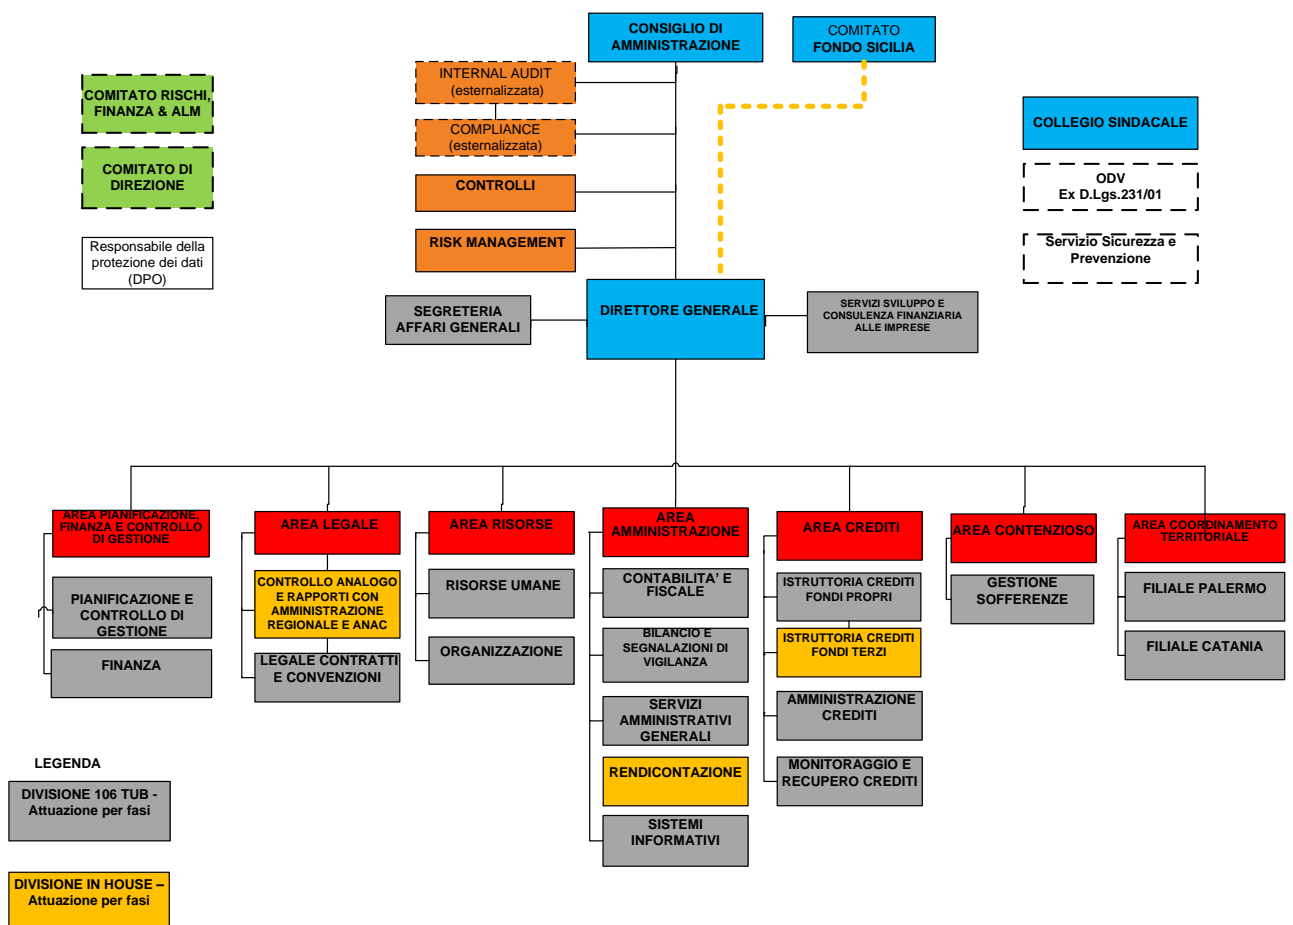 CONSIGLIO DI
AMMINISTRAZIONE
COMITATO
FONDO SICILIA
INTERNAL AUDIT
(esternalizzata)
COMITATO RISCHI,
FINANZA & ALM
COLLEGIO SINDACALE
COMPLIANCE
(esternalizzata)
COMITATO DI
DIREZIONE
CONTROLLI
ODV
Ex D.Lgs.231/01
Responsabile della
protezione dei dati
(DPO)
RISK MANAGEMENT
Servizio Sicurezza e
Prevenzione
SEGRETERIA
AFFARI GENERALI
DIRETTORE GENERALE
SERVIZI SVILUPPO E
CONSULENZA FINANZIARIA
ALLE IMPRESE
AREA PIANIFICAZIONE,
FINANZA E CONTROLLO
DI GESTIONE
AREA LEGALE
AREA RISORSE
AREA
AMMINISTRAZIONE
AREA CREDITI
AREA CONTENZIOSO
AREA COORDINAMENTO
TERRITORIALE
PIANIFICAZIONE E
CONTROLLO DI
GESTIONE
FINANZA
CONTROLLO ANALOGO
E RAPPORTI CON
AMMINISTRAZIONE
REGIONALE E ANAC
LEGALE CONTRATTI
E CONVENZIONI
RISORSE UMANE
ORGANIZZAZIONE
CONTABILITA’ E
FISCALE
BILANCIO E
SEGNALAZIONI DI
VIGILANZA
SERVIZI
AMMINISTRATIVI
GENERALI
RENDICONTAZIONE
SISTEMI
INFORMATIVI
ISTRUTTORIA CREDITI
FONDI PROPRI
ISTRUTTORIA CREDITI
FONDI TERZI
AMMINISTRAZIONE
CREDITI
MONITORAGGIO E
RECUPERO CREDITI
GESTIONE
SOFFERENZE
FILIALE PALERMO
FILIALE CATANIA
LEGENDA
DIVISIONE 106 TUB -
Attuazione per fasi
DIVISIONE IN HOUSE –
Attuazione per fasi